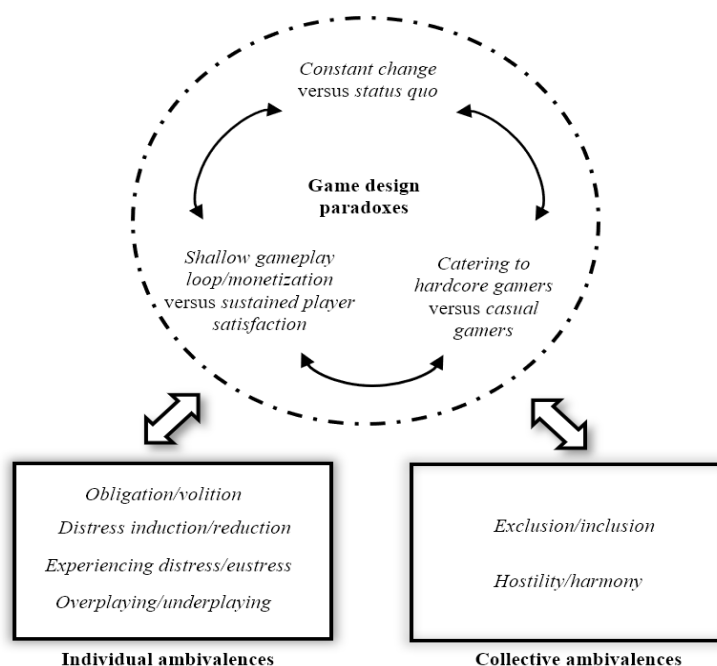 Constant change
versus status quo
Game design
paradoxes
Shallow gameplay
loop/monetization
versus sustained player
satisfaction
Catering to
hardcore gamers
versus casual
gamers
Obligation/volition
Distress induction/reduction
Experiencing distress/eustress
Overplaying/underplaying
Individual ambivalences
Exclusion/inclusion
Hostility/harmony
Collective ambivalences